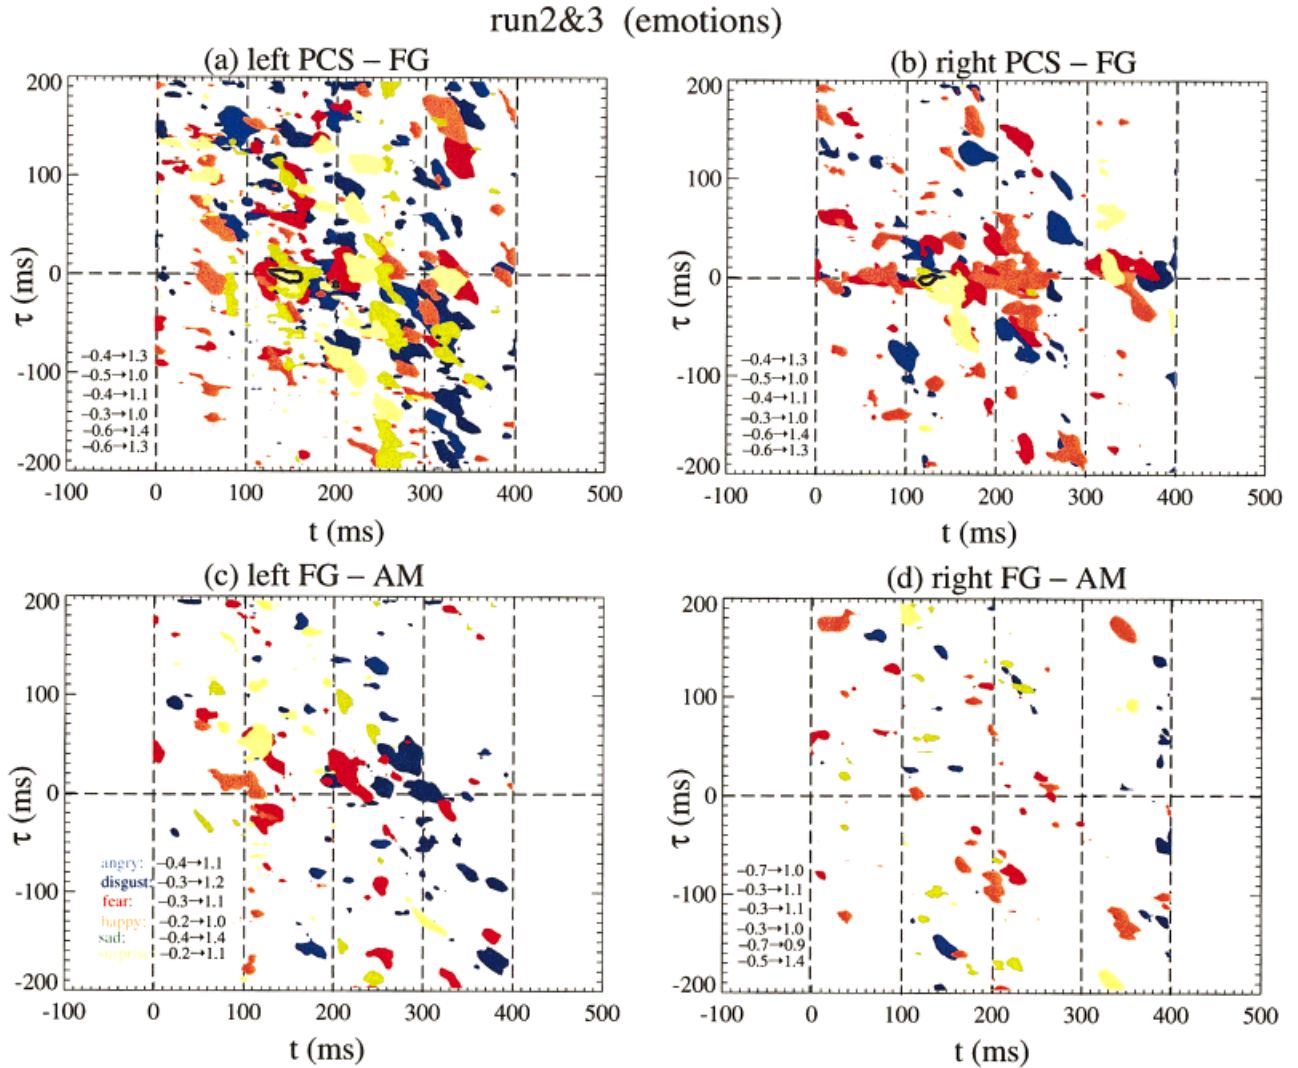 run2&3 (emotions)
(a) left PCS – FG
200
100
0
-100
-200
τ (ms)
−0.4→1.3
−0.5→1.0
−0.4→1.1
−0.3→1.0
−0.6→1.4
−0.6→1.3
-100 0 100 200 300 400 500
t (ms)
(b) right PCS – FG
200
100
0
-100
-200
τ (ms)
−0.4→1.3
−0.5→1.0
−0.4→1.1
−0.3→1.0
−0.6→1.4
−0.6→1.3
-100 0 100 200 300 400 500
t (ms)
(c) left FG – AM
200
100
0
-100
-200
τ (ms)
angry: −0.4→1.1
disgust: −0.3→1.2
fear: −0.3→1.1
happy: −0.2→1.0
sad: −0.4→1.4
−0.2→1.1
-100 0 100 200 300 400 500
t (ms)
(d) right FG – AM
200
100
0
-100
-200
τ (ms)
−0.7→1.0
−0.3→1.1
−0.3→1.1
−0.3→1.0
−0.7→0.9
−0.5→1.4
-100 0 100 200 300 400 500
t (ms)